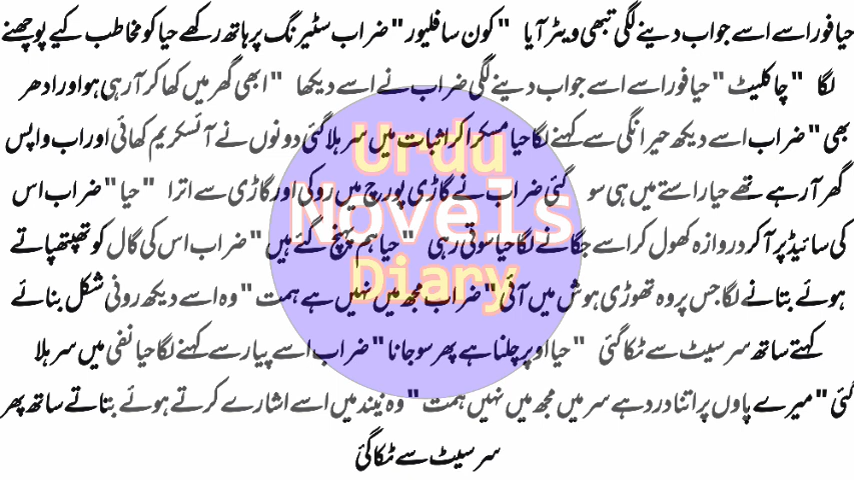 حیا فورا سے اسے جواب دینے لگی تبھی ویٹر آیا "کون سا فلیور" ضراب سٹیرنگ پر ہاتھ رکھے حیا کو مخاطب کیے پوچھنے
لگا "چاکلیٹ" حیا فورا سے اسے جواب دینے لگی ضراب نے اسے دیکھا "ابھی گھر میں کھا کر آرہی ہو اور ادھر
بھی" ضراب اسے دیکھ حیرانگی سے کہنے لگا حیا مسکرا کر اثبات میں سر ہلا گئی دونوں نے آئسکریم کھائی اور اب واپس
گھر آرہے تھے حیا راستے میں ہی سو گئی ضراب نے گاڑی پورچ میں روکی اور گاڑی سے اترا "حیا" ضراب اس
کی سائیڈ پر آکر دروازہ کھول کر اسے جگانے لگا حیا سوتی رہی "حیا ہم پہنچ گئے ہیں" ضراب اس کی گال کو تھپتھپاتے
ہوئے بتانے لگا جس پر وہ تھوڑی ہوش میں آئی "ضراب مجھ میں نہیں ہے ہمت" وہ اسے دیکھ رونی شکل بنائے
کہتے ساتھ سر سیٹ سے ٹکا گئی "حیا اوپر چلنا ہے پھر سو جانا" ضراب اسے پیار سے کہنے لگا حیا نفی میں سر ہلا
گئی "میرے پاوں پر اتنا درد ہے سر میں مجھ میں نہیں ہمت" وہ نیند میں اسے اشارے کرتے ہوئے بتاتے ساتھ پھر
سر سیٹ سے ٹکا گئی
Urdu
Novels
Diary